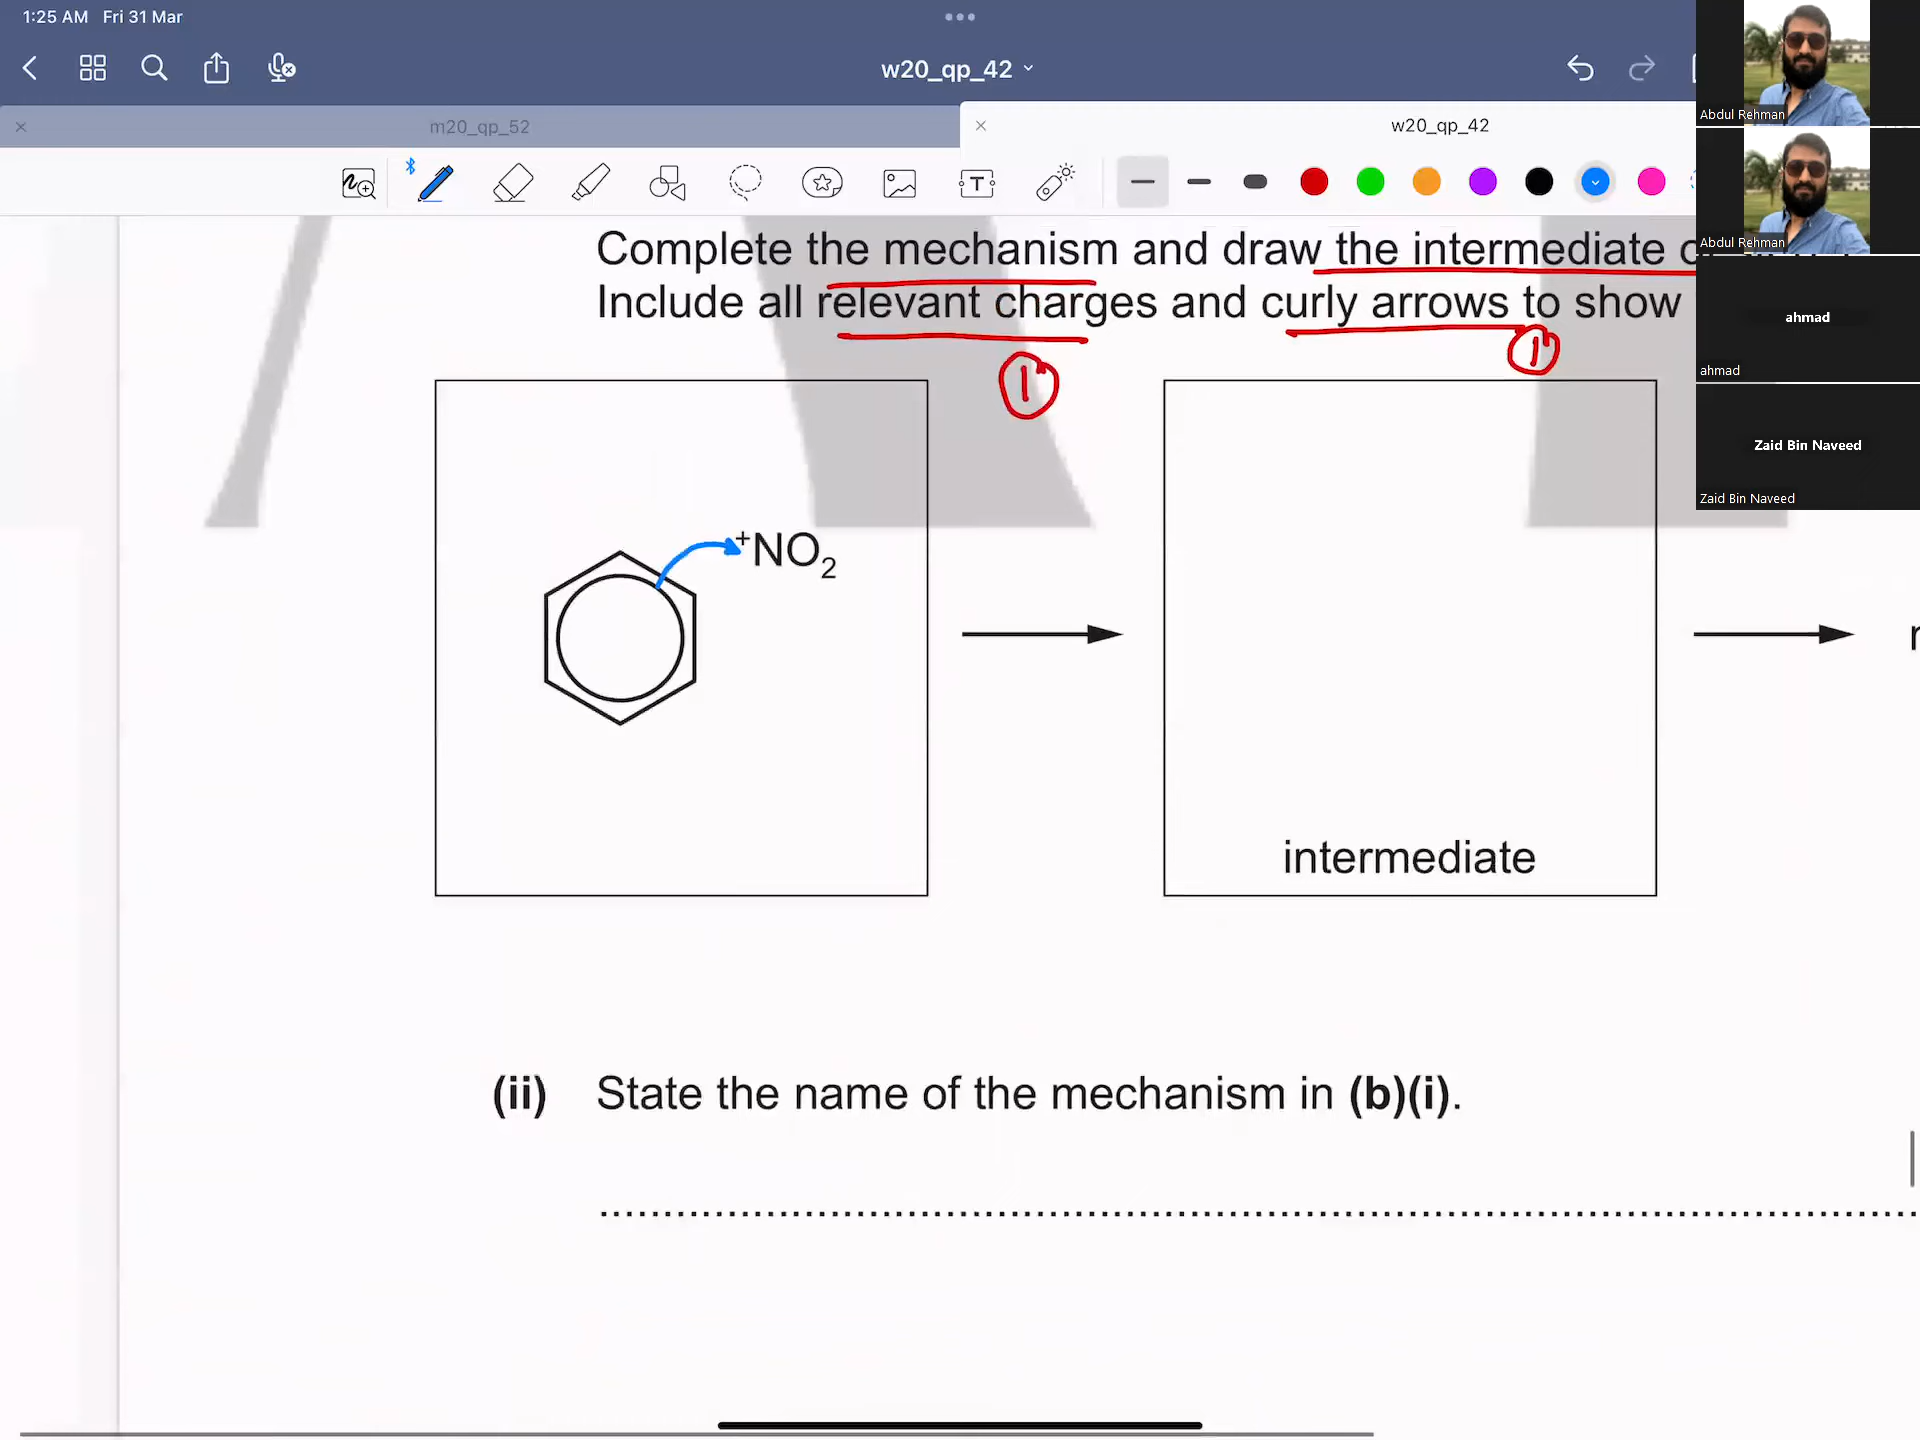 1:25 AM Fri 31 Mar
w20_qp_42
m20_qp_52
w20_qp_42
T
Abdul Rehman
Abdul Rehman
ahmad
ahmad
Zaid Bin Naveed
Zaid Bin Naveed
Complete the mechanism and draw the intermediate
Include all relevant charges and curly arrows to show
1
1
+NO2
intermediate
(ii) State the name of the mechanism in (b)(i).